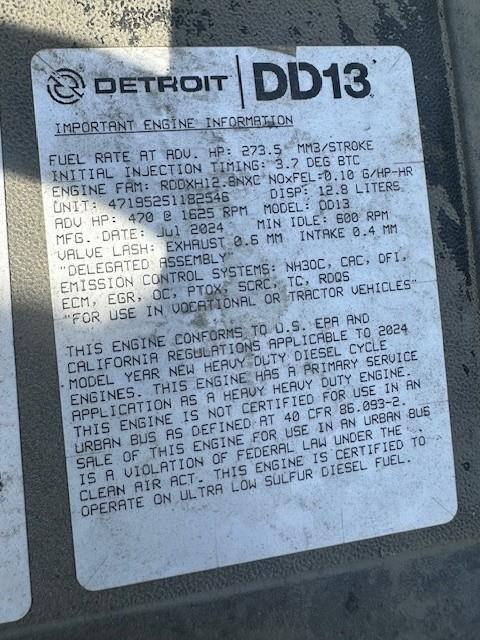 DETROIT DD13
IMPORTANT ENGINE INFORMATION
FUEL RATE AT ADV. HP: 273.5 MM3/STROKE
INITIAL INJECTION TIMING: 3.7 DEG BTC
ENGINE FAM: RDDXH12.8NXC NOxFEL:0.10 G/HP-HR
UNIT: 47195251182546 DISP: 12.8 LITERS
ADV HP: 470 @ 1625 RPM MODEL: DD13
MFG. DATE: Jul 2024 MIN IDLE: 600 RPM
VALVE LASH: EXHAUST 0.6 MM INTAKE 0.4 MM
"DELEGATED ASSEMBLY
EMISSION CONTROL SYSTEMS: NH3OC, CAC, DFI,
ECM, EGR, OC, PTOX, SCRC, TC, RDQS
"FOR USE IN VOCATIONAL OR TRACTOR VEHICLES"
THIS ENGINE CONFORMS TO U.S. EPA AND
CALIFORNIA REGULATIONS APPLICABLE TO 2024
MODEL YEAR NEW HEAVY DUTY DIESEL CYCLE
ENGINES. THIS ENGINE HAS A PRIMARY SERVICE
APPLICATION AS A HEAVY HEAVY DUTY ENGINE.
THIS ENGINE IS NOT CERTIFIED FOR USE IN AN
URBAN BUS AS DEFINED AT 40 CFR 86.093-2.
SALE OF THIS ENGINE FOR USE IN AN URBAN BUS
IS A VIOLATION OF FEDERAL LAW UNDER THE
CLEAN AIR ACT. THIS ENGINE IS CERTIFIED TO
OPERATE ON ULTRA LOW SULFUR DIESEL FUEL.